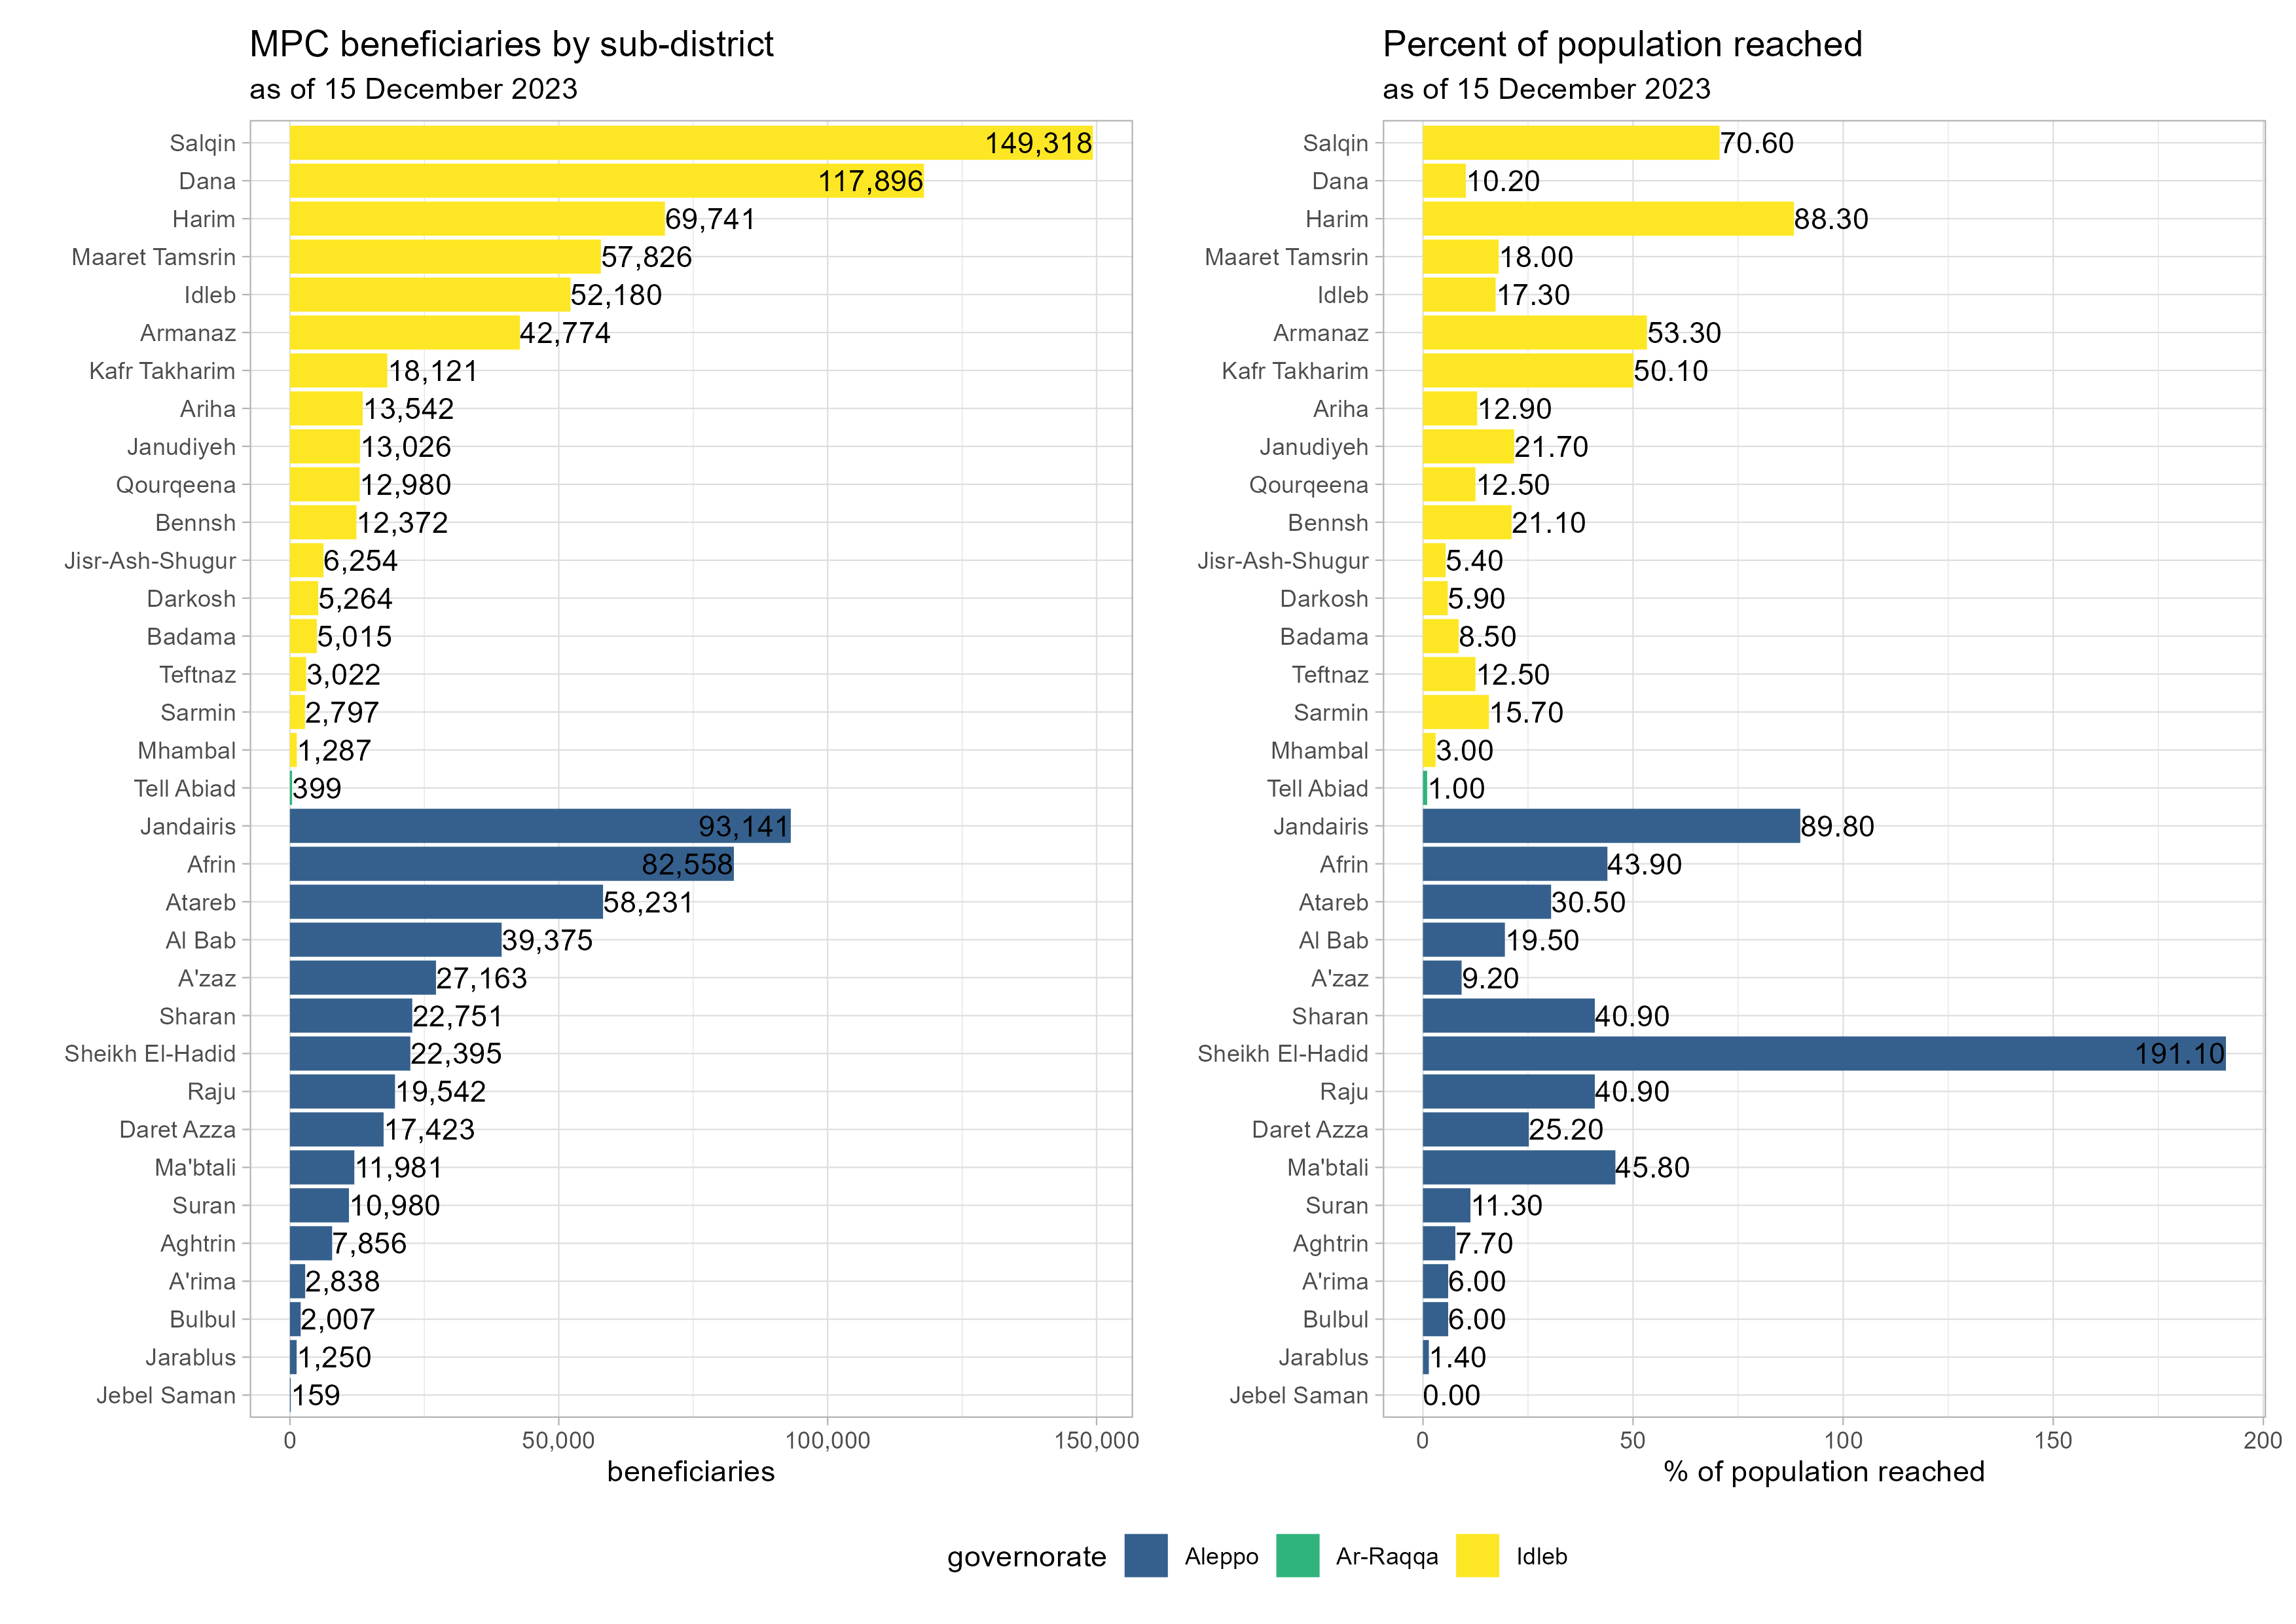 MPC beneficiaries by sub-district
as of 15 December 2023
Salqin 149,318
Dana 117,896
Harim 69,741
Maaret Tamsrin 57,826
Idleb 52,180
Armanaz 42,774
Kafr Takharim 18,121
Ariha 13,542
Janudiyeh 13,026
Qourqeena 12,980
Bennsh 12,372
Jisr-Ash-Shugur 6,254
Darkosh 5,264
Badama 5,015
Teftnaz 3,022
Sarmin 2,797
Mhambal 1,287
Tell Abiad 399
Jandairis 93,141
Afrin 82,558
Atareb 58,231
Al Bab 39,375
A'zaz 27,163
Sharan 22,751
Sheikh El-Hadid 22,395
Raju 19,542
Daret Azza 17,423
Ma'btali 11,981
Suran 10,980
Aghtrin 7,856
A'rima 2,838
Bulbul 2,007
Jarablus 1,250
Jebel Saman 159
0 50,000 100,000 150,000
beneficiaries
Percent of population reached
as of 15 December 2023
Salqin 70.60
Dana 10.20
Harim 88.30
Maaret Tamsrin 18.00
Idleb 17.30
Armanaz 53.30
Kafr Takharim 50.10
Ariha 12.90
Janudiyeh 21.70
Qourqeena 12.50
Bennsh 21.10
Jisr-Ash-Shugur 5.40
Darkosh 5.90
Badama 8.50
Teftnaz 12.50
Sarmin 15.70
Mhambal 3.00
Tell Abiad 1.00
Jandairis 89.80
Afrin 43.90
Atareb 30.50
Al Bab 19.50
A'zaz 9.20
Sharan 40.90
Sheikh El-Hadid 191.10
Raju 40.90
Daret Azza 25.20
Ma'btali 45.80
Suran 11.30
Aghtrin 7.70
A'rima 6.00
Bulbul 6.00
Jarablus 1.40
Jebel Saman 0.00
0 50 100 150 200
% of population reached
governorate Aleppo Ar-Raqqa Idleb